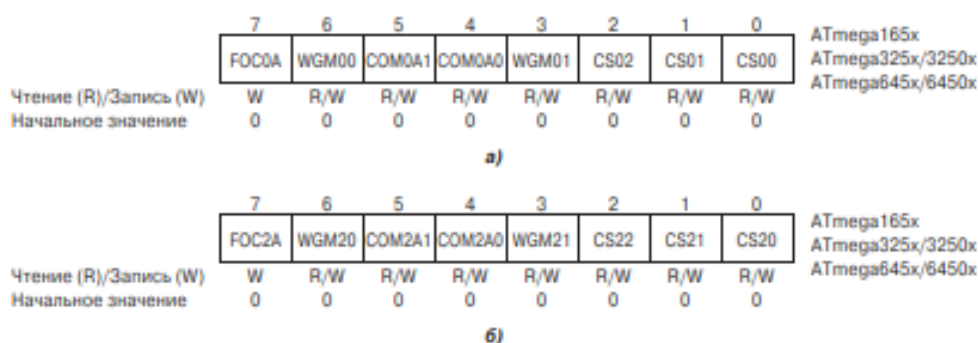 7 6 5 4 3 2 1 0
FOC0A WGM00 COM0A1 COM0A0 WGM01 CS02 CS01 CS00
ATmega165x
ATmega325x/3250x
ATmega645x/6450x
Чтение (R)/Запись (W) W R/W R/W R/W R/W R/W R/W R/W
Начальное значение 0 0 0 0 0 0 0 0
а)
7 6 5 4 3 2 1 0
FOC2A WGM20 COM2A1 COM2A0 WGM21 CS22 CS21 CS20
ATmega165x
ATmega325x/3250x
ATmega645x/6450x
Чтение (R)/Запись (W) W R/W R/W R/W R/W R/W R/W R/W
Начальное значение 0 0 0 0 0 0 0 0
б)